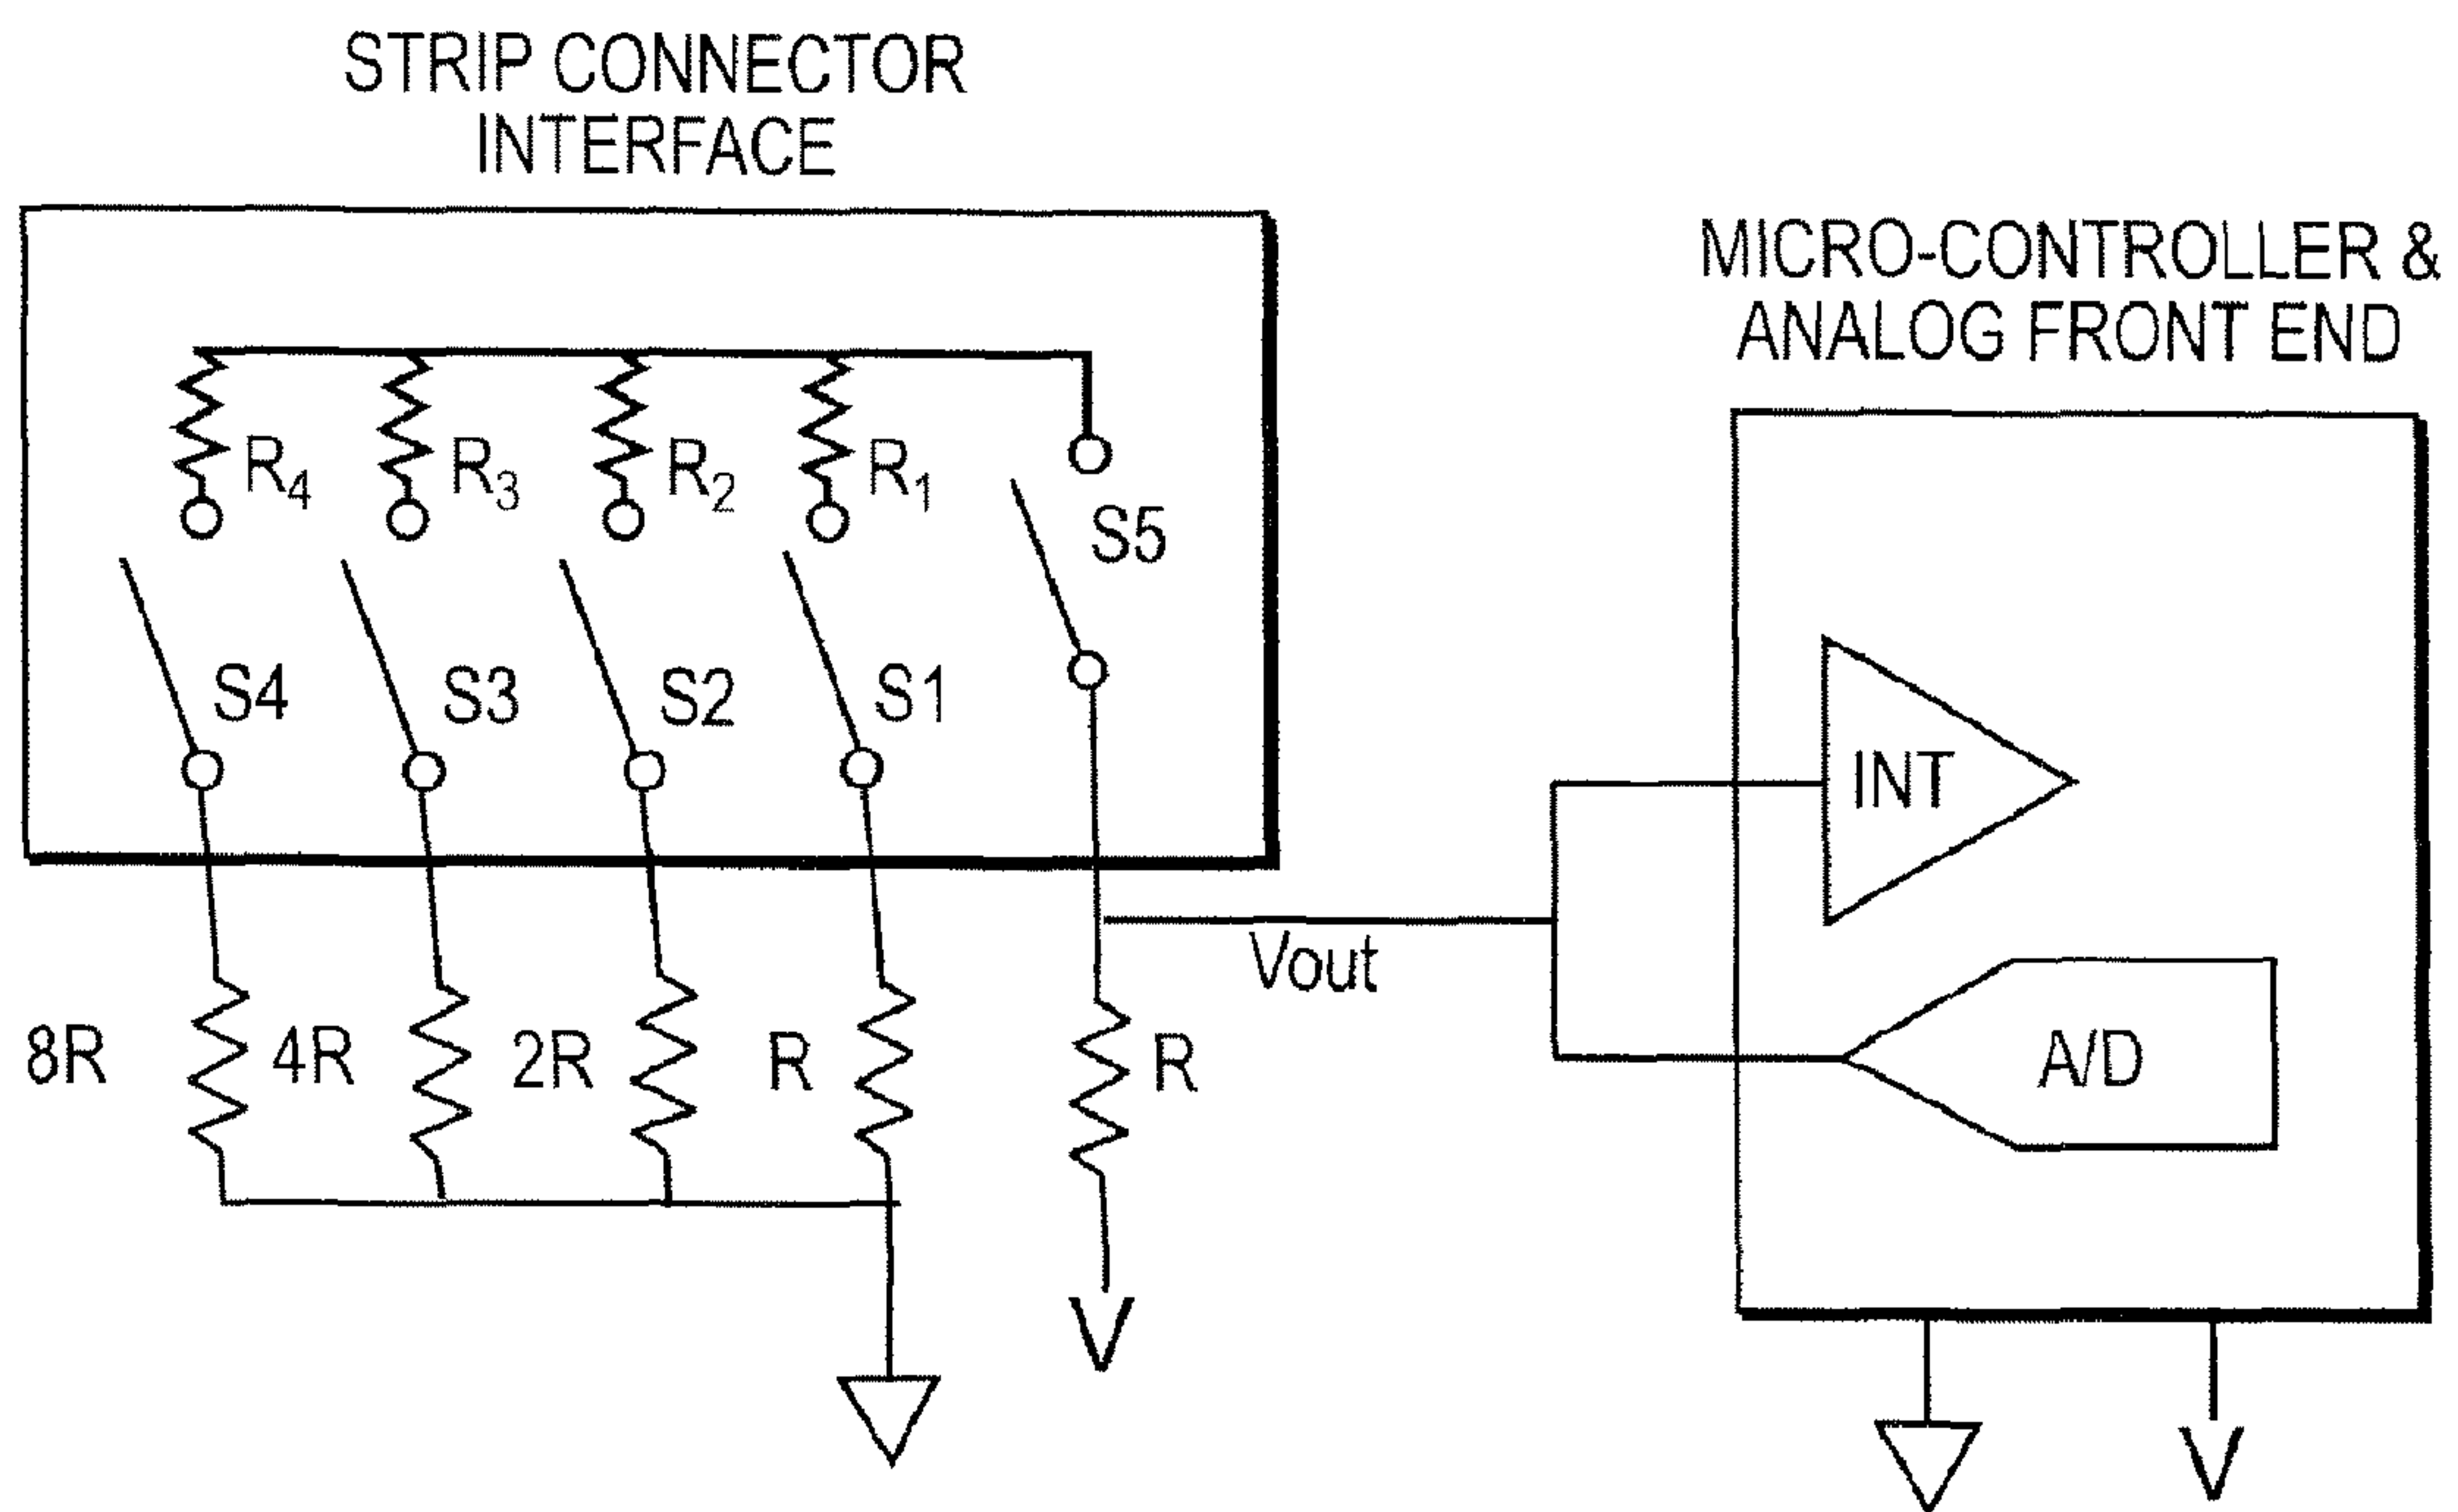 STRIP CONNECTOR
INTERFACE
MICRO-CONTROLLER &
ANALOG FRONT END
R4
R3
R2
R1
S5
S4
S3
S2
S1
INT
Vout
8R
4R
2R
R
R
A/D
V
V